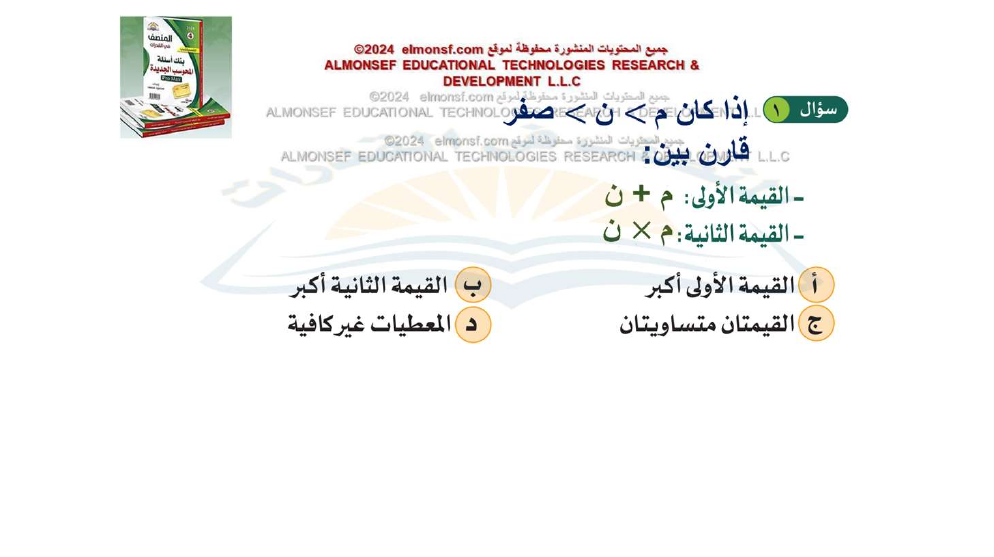 المنصف
في القدرات
بنك أسئلة
المحوسب الجديدة
جميع المحتويات المنشورة محفوظة لموقع elmonsf.com ©2024
ALMONSEF EDUCATIONAL TECHNOLOGIES RESEARCH &
DEVELOPMENT L.L.C
جميع المحتويات المنشورة محفوظة لموقع elmonsf.com ©2024
ALMONSEF EDUCATIONAL TECHNOLOGIES RESEARCH & DEVELOPMENT L.L.C
سؤال ١ إذا كان م < ن < صفر
جميع المحتويات المنشورة محفوظة لموقع elmonsf.com ©2024
ALMONSEF EDUCATIONAL TECHNOLOGIES RESEARCH & DEVELOPMENT L.L.C
قارن بين:
- القيمة الأولى: م + ن
- القيمة الثانية: م × ن
أ القيمة الأولى أكبر ب القيمة الثانية أكبر
ج القيمتان متساويتان د المعطيات غير كافية